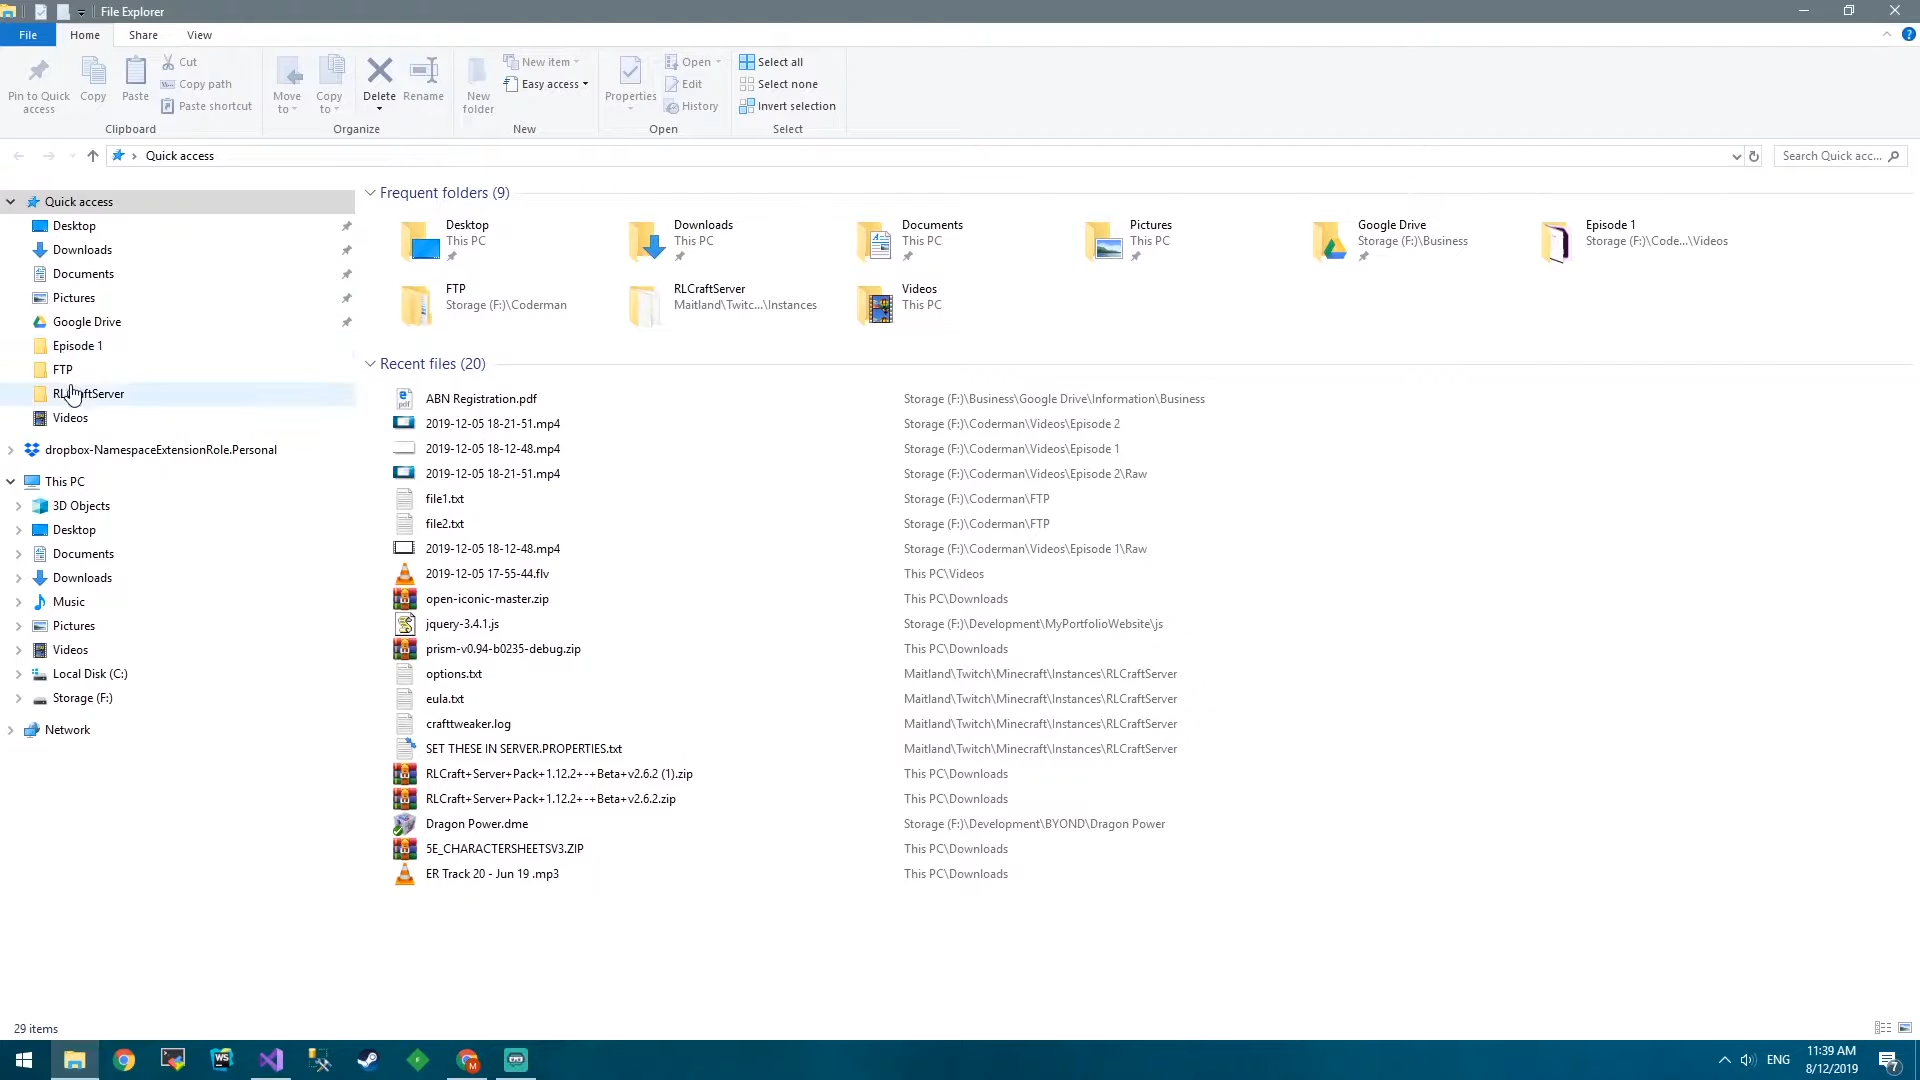 File Explorer
File
Home
Share
View
Pin to Quick access
Copy
Paste
Cut
Copy path
Paste shortcut
Clipboard
Move to
Copy to
Delete
Rename
Organize
New folder
New item
Easy access
New
Properties
Open
Edit
History
Open
Select all
Select none
Invert selection
Select
Quick access
Search Quick acc...
Quick access
Desktop
Downloads
Documents
Pictures
Google Drive
Episode 1
FTP
RLCraftServer
Videos
dropbox-NamespaceExtensionRole.Personal
This PC
3D Objects
Desktop
Documents
Downloads
Music
Pictures
Videos
Local Disk (C:)
Storage (F:)
Network
Frequent folders (9)
Desktop
This PC
Downloads
This PC
Documents
This PC
Pictures
This PC
Google Drive
Storage (F:)\Business
Episode 1
Storage (F:)\Code...\Videos
FTP
Storage (F:)\Coderman
RLCraftServer
Maitland\Twitc...\Instances
Videos
This PC
Recent files (20)
ABN Registration.pdf Storage (F:)\Business\Google Drive\Information\Business
2019-12-05 18-21-51.mp4 Storage (F:)\Coderman\Videos\Episode 2
2019-12-05 18-12-48.mp4 Storage (F:)\Coderman\Videos\Episode 1
2019-12-05 18-21-51.mp4 Storage (F:)\Coderman\Videos\Episode 2\Raw
file1.txt Storage (F:)\Coderman\FTP
file2.txt Storage (F:)\Coderman\FTP
2019-12-05 18-12-48.mp4 Storage (F:)\Coderman\Videos\Episode 1\Raw
2019-12-05 17-55-44.flv This PC\Videos
open-iconic-master.zip This PC\Downloads
jquery-3.4.1.js Storage (F:)\Development\MyPortfolioWebsite\js
prism-v0.94-b0235-debug.zip This PC\Downloads
options.txt Maitland\Twitch\Minecraft\Instances\RLCraftServer
eula.txt Maitland\Twitch\Minecraft\Instances\RLCraftServer
crafttweaker.log Maitland\Twitch\Minecraft\Instances\RLCraftServer
SET THESE IN SERVER.PROPERTIES.txt Maitland\Twitch\Minecraft\Instances\RLCraftServer
RLCraft+Server+Pack+1.12.2+-+Beta+v2.6.2 (1).zip This PC\Downloads
RLCraft+Server+Pack+1.12.2+-+Beta+v2.6.2.zip This PC\Downloads
Dragon Power.dme Storage (F:)\Development\BYOND\Dragon Power
5E_CHARACTERSHEETSV3.ZIP This PC\Downloads
ER Track 20 - Jun 19 .mp3 This PC\Downloads
29 items
WS
M
ENG
11:39 AM
8/12/2019
7